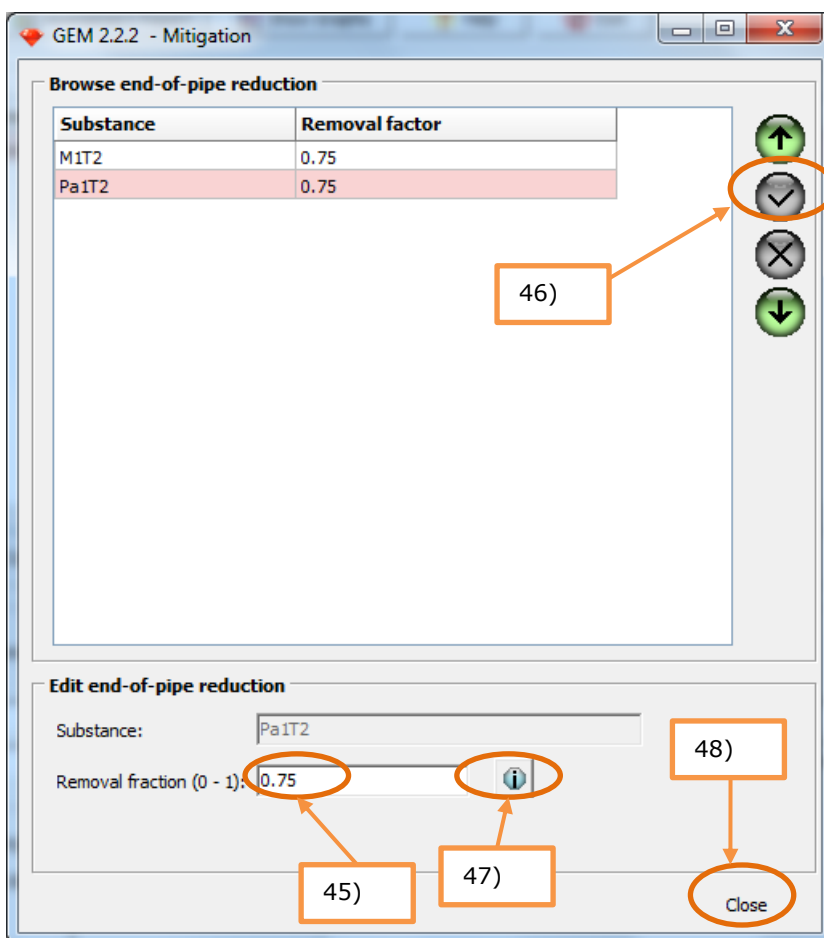 GEM 2.2.2 - Mitigation
Browse end-of-pipe reduction
Substance Removal factor
M1T2 0.75
Pa1T2 0.75
46)
Edit end-of-pipe reduction
Substance: Pa1T2
48)
Removal fraction (0 - 1): 0.75
45)
47)
Close